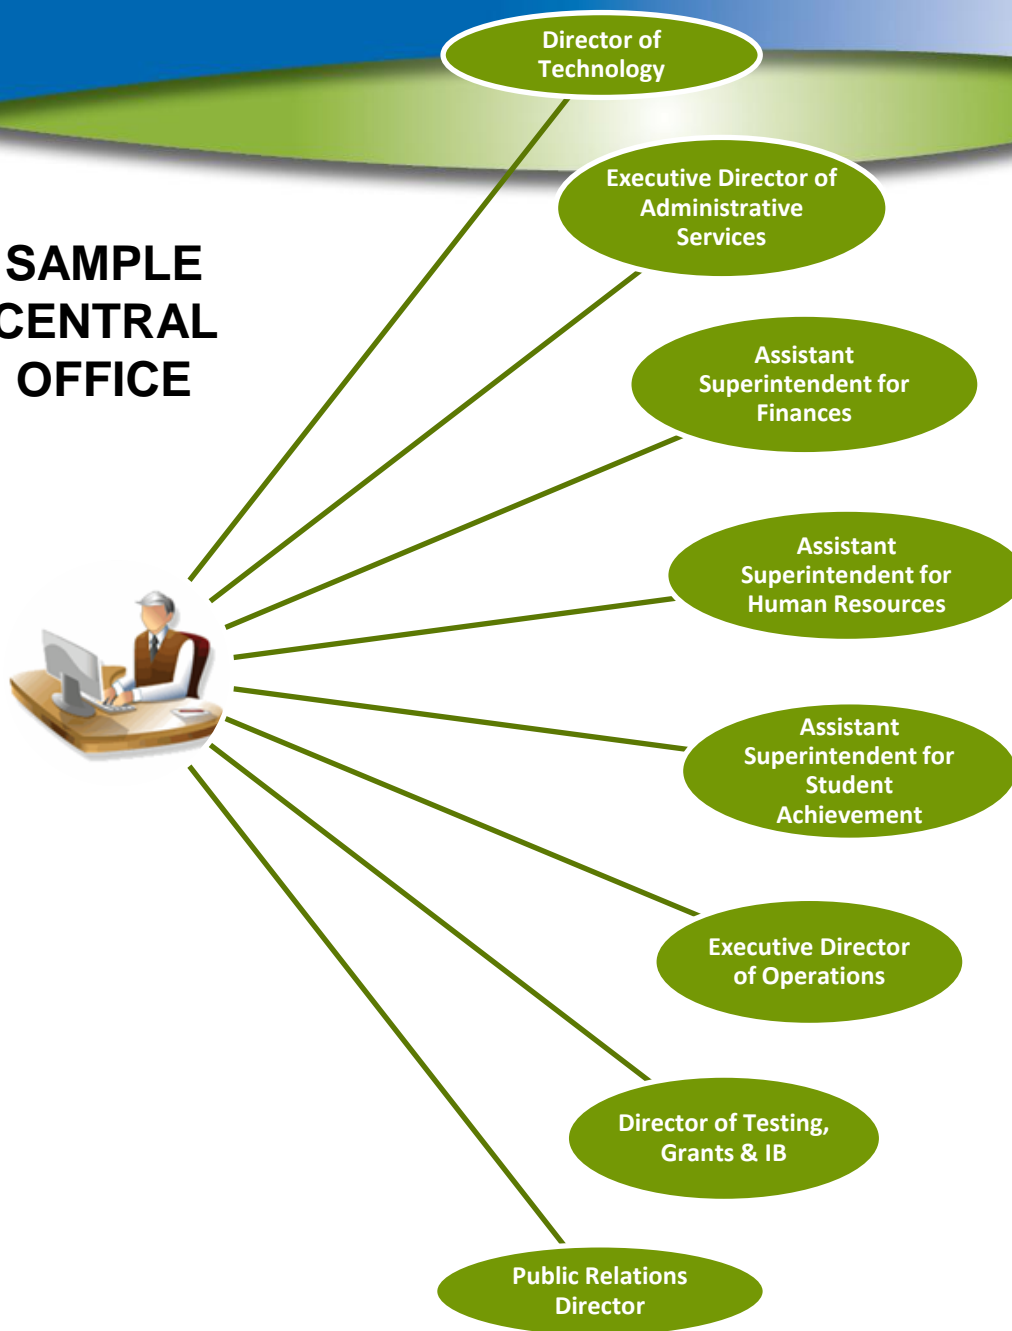 Director of
Technology
Executive Director of
Administrative
Services
SAMPLE
CENTRAL
OFFICE
Assistant
Superintendent for
Finances
Assistant
Superintendent for
Human Resources
Assistant
Superintendent for
Student
Achievement
Executive Director
of Operations
Director of Testing,
Grants & IB
Public Relations
Director